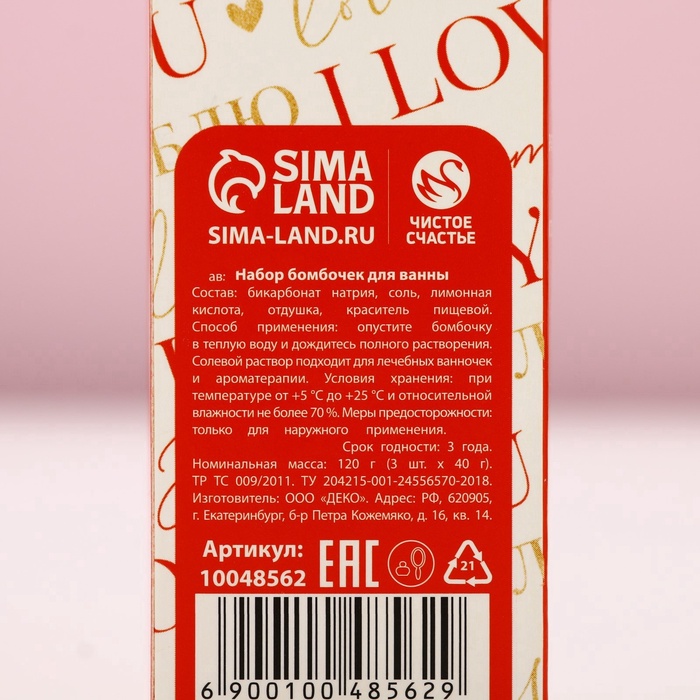 U lo
БЛЮ I LOV
SIMA
LAND
SIMA-LAND.RU
ЧИСТОЕ
СЧАСТЬЕ
ав: Набор бомбочек для ванны
Состав: бикарбонат натрия, соль, лимонная
кислота, отдушка, краситель пищевой.
Способ применения: опустите бомбочку
в теплую воду и дождитесь полного растворения.
Солевой раствор подходит для лечебных ванночек
и ароматерапии. Условия хранения: при
температуре от +5 °С до +25 °С и относительной
влажности не более 70 %. Меры предосторожности:
только для наружного применения.
Срок годности: 3 года.
Номинальная масса: 120 г (3 шт. х 40 г).
ТР ТС 009/2011. ТУ 204215-001-24556570-2018.
Изготовитель: ООО «ДЕКО». Адрес: РФ, 620905,
г. Екатеринбург, б-р Петра Кожемяко, д. 16, кв. 14.
Артикул:
10048562
EAC
21
6 900100 485629